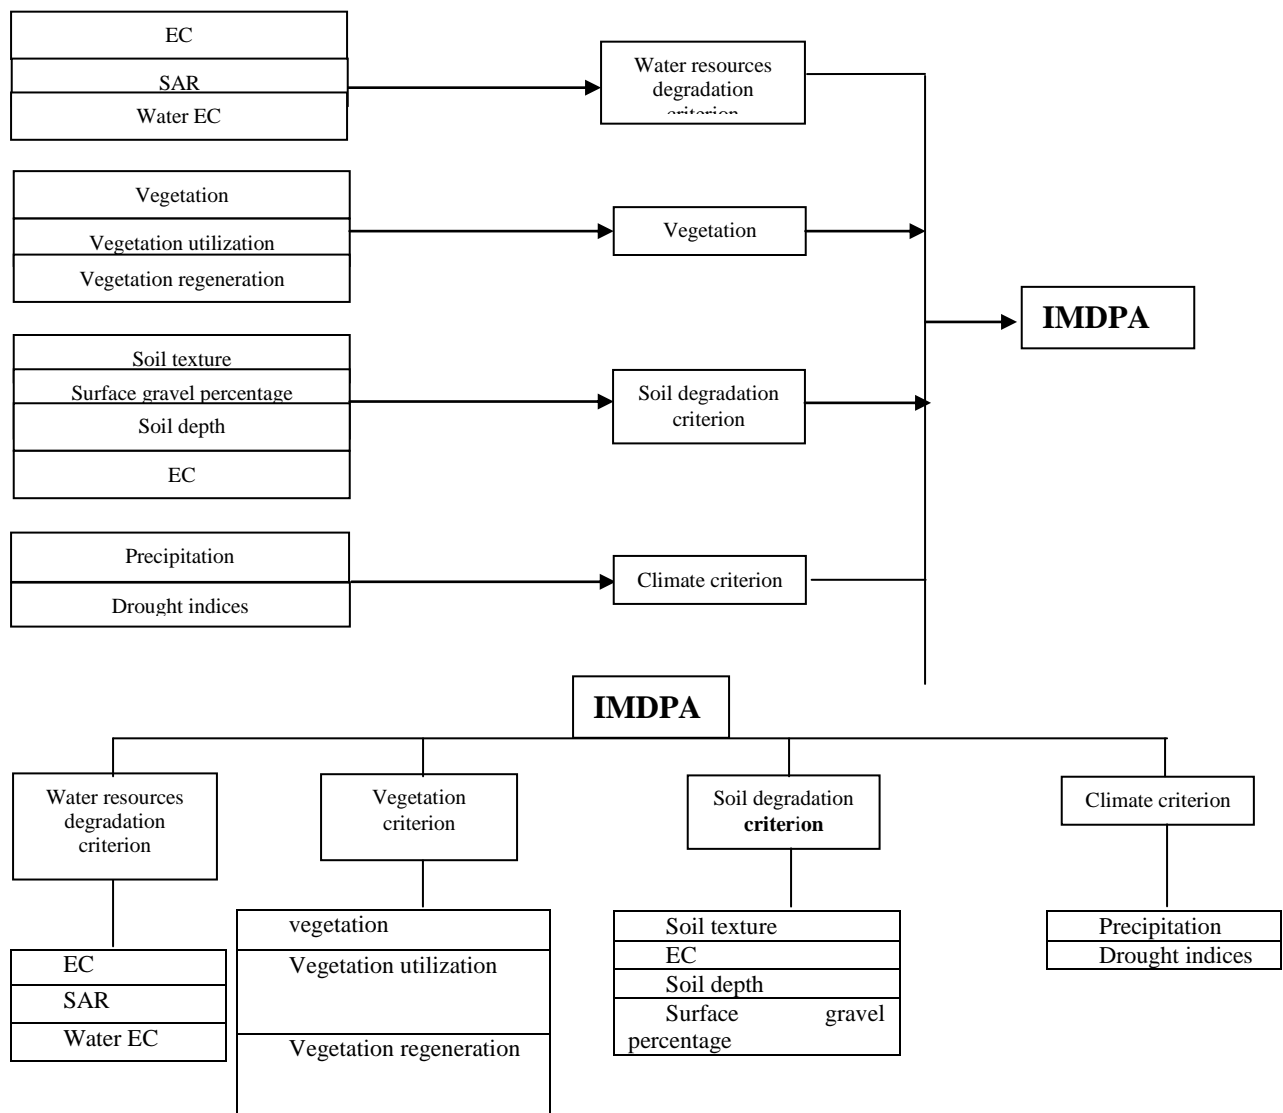 EC
SAR
Water EC
Water resources
degradation
criterion
Vegetation
Vegetation utilization
Vegetation regeneration
Vegetation
IMDPA
Soil texture
Surface gravel percentage
Soil depth
EC
Soil degradation
criterion
Precipitation
Drought indices
Climate criterion
IMDPA
Water resources
degradation
criterion
Vegetation
criterion
Soil degradation
criterion
Climate criterion
EC
SAR
Water EC
vegetation
Vegetation utilization
Vegetation regeneration
Soil texture
EC
Soil depth
Surface gravel
percentage
Precipitation
Drought indices